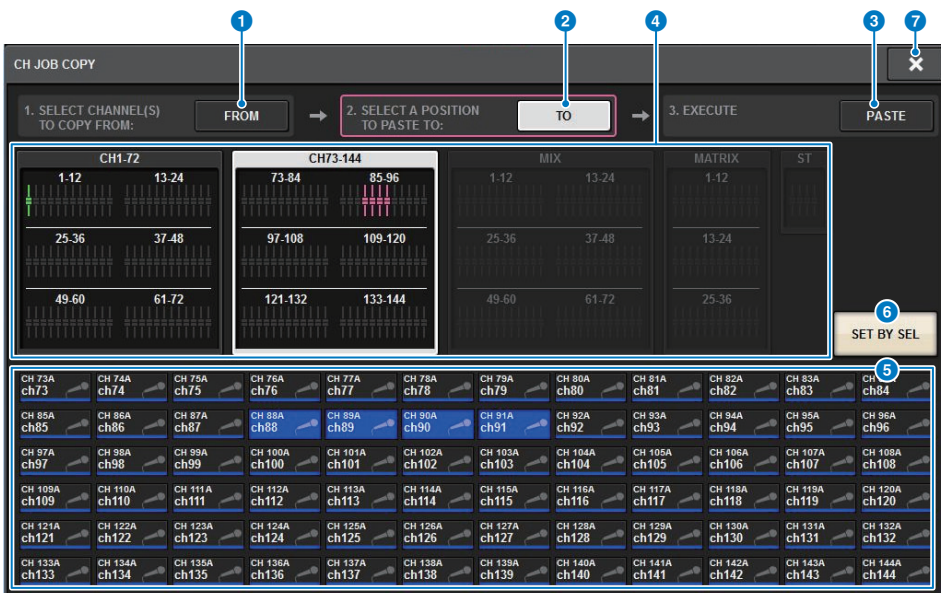 1 2 4 3 7
CH JOB COPY
1. SELECT CHANNEL(S) TO COPY FROM:
FROM
2. SELECT A POSITION TO PASTE TO:
TO
3. EXECUTE
PASTE
CH1-72
CH73-144
MIX
MATRIX
ST
1-12 13-24 73-84 85-96 1-12 13-24 1-12
25-36 37-48 97-108 109-120 25-36 37-48 13-24
49-60 61-72 121-132 133-144 49-60 61-72 25-36
6
SET BY SEL
5
CH 73A CH 74A CH 75A CH 76A CH 77A CH 78A CH 79A CH 80A CH 81A CH 82A CH 83A
ch73 ch74 ch75 ch76 ch77 ch78 ch79 ch80 ch81 ch82 ch83 ch84
CH 85A CH 86A CH 87A CH 88A CH 89A CH 90A CH 91A CH 92A CH 93A CH 94A CH 95A CH 96A
ch85 ch86 ch87 ch88 ch89 ch90 ch91 ch92 ch93 ch94 ch95 ch96
CH 97A CH 98A CH 99A CH 100A CH 101A CH 102A CH 103A CH 104A CH 105A CH 106A CH 107A CH 108A
ch97 ch98 ch99 ch100 ch101 ch102 ch103 ch104 ch105 ch106 ch107 ch108
CH 109A CH 110A CH 111A CH 112A CH 113A CH 114A CH 115A CH 116A CH 117A CH 118A CH 119A CH 120A
ch109 ch110 ch111 ch112 ch113 ch114 ch115 ch116 ch117 ch118 ch119 ch120
CH 121A CH 122A CH 123A CH 124A CH 125A CH 126A CH 127A CH 128A CH 129A CH 130A CH 131A CH 132A
ch121 ch122 ch123 ch124 ch125 ch126 ch127 ch128 ch129 ch130 ch131 ch132
CH 133A CH 134A CH 135A CH 136A CH 137A CH 138A CH 139A CH 140A CH 141A CH 142A CH 143A CH 144A
ch133 ch134 ch135 ch136 ch137 ch138 ch139 ch140 ch141 ch142 ch143 ch144